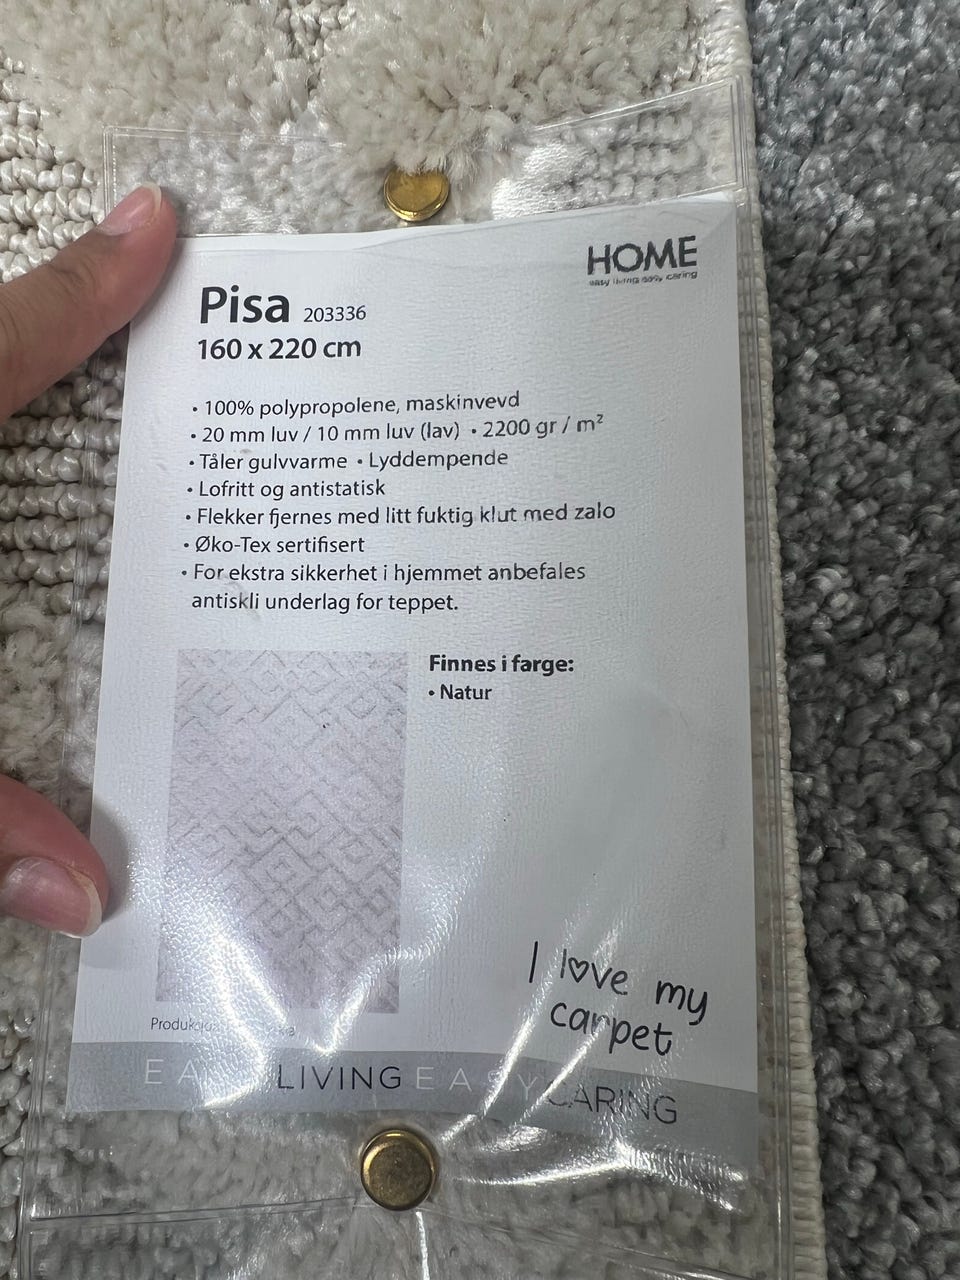 HOME
easy living easy caring
Pisa 203336
160 x 220 cm
• 100% polypropolene, maskinvevd
• 20 mm luv / 10 mm luv (lav) • 2200 gr / m²
• Tåler gulvvarme • Lyddempende
• Lofritt og antistatisk
• Flekker fjernes med litt fuktig klut med zalo
• Øko-Tex sertifisert
• For ekstra sikkerhet i hjemmet anbefales
antiskli underlag for teppet.
Finnes i farge:
• Natur
I love my
carpet
EASY LIVING EASY CARING